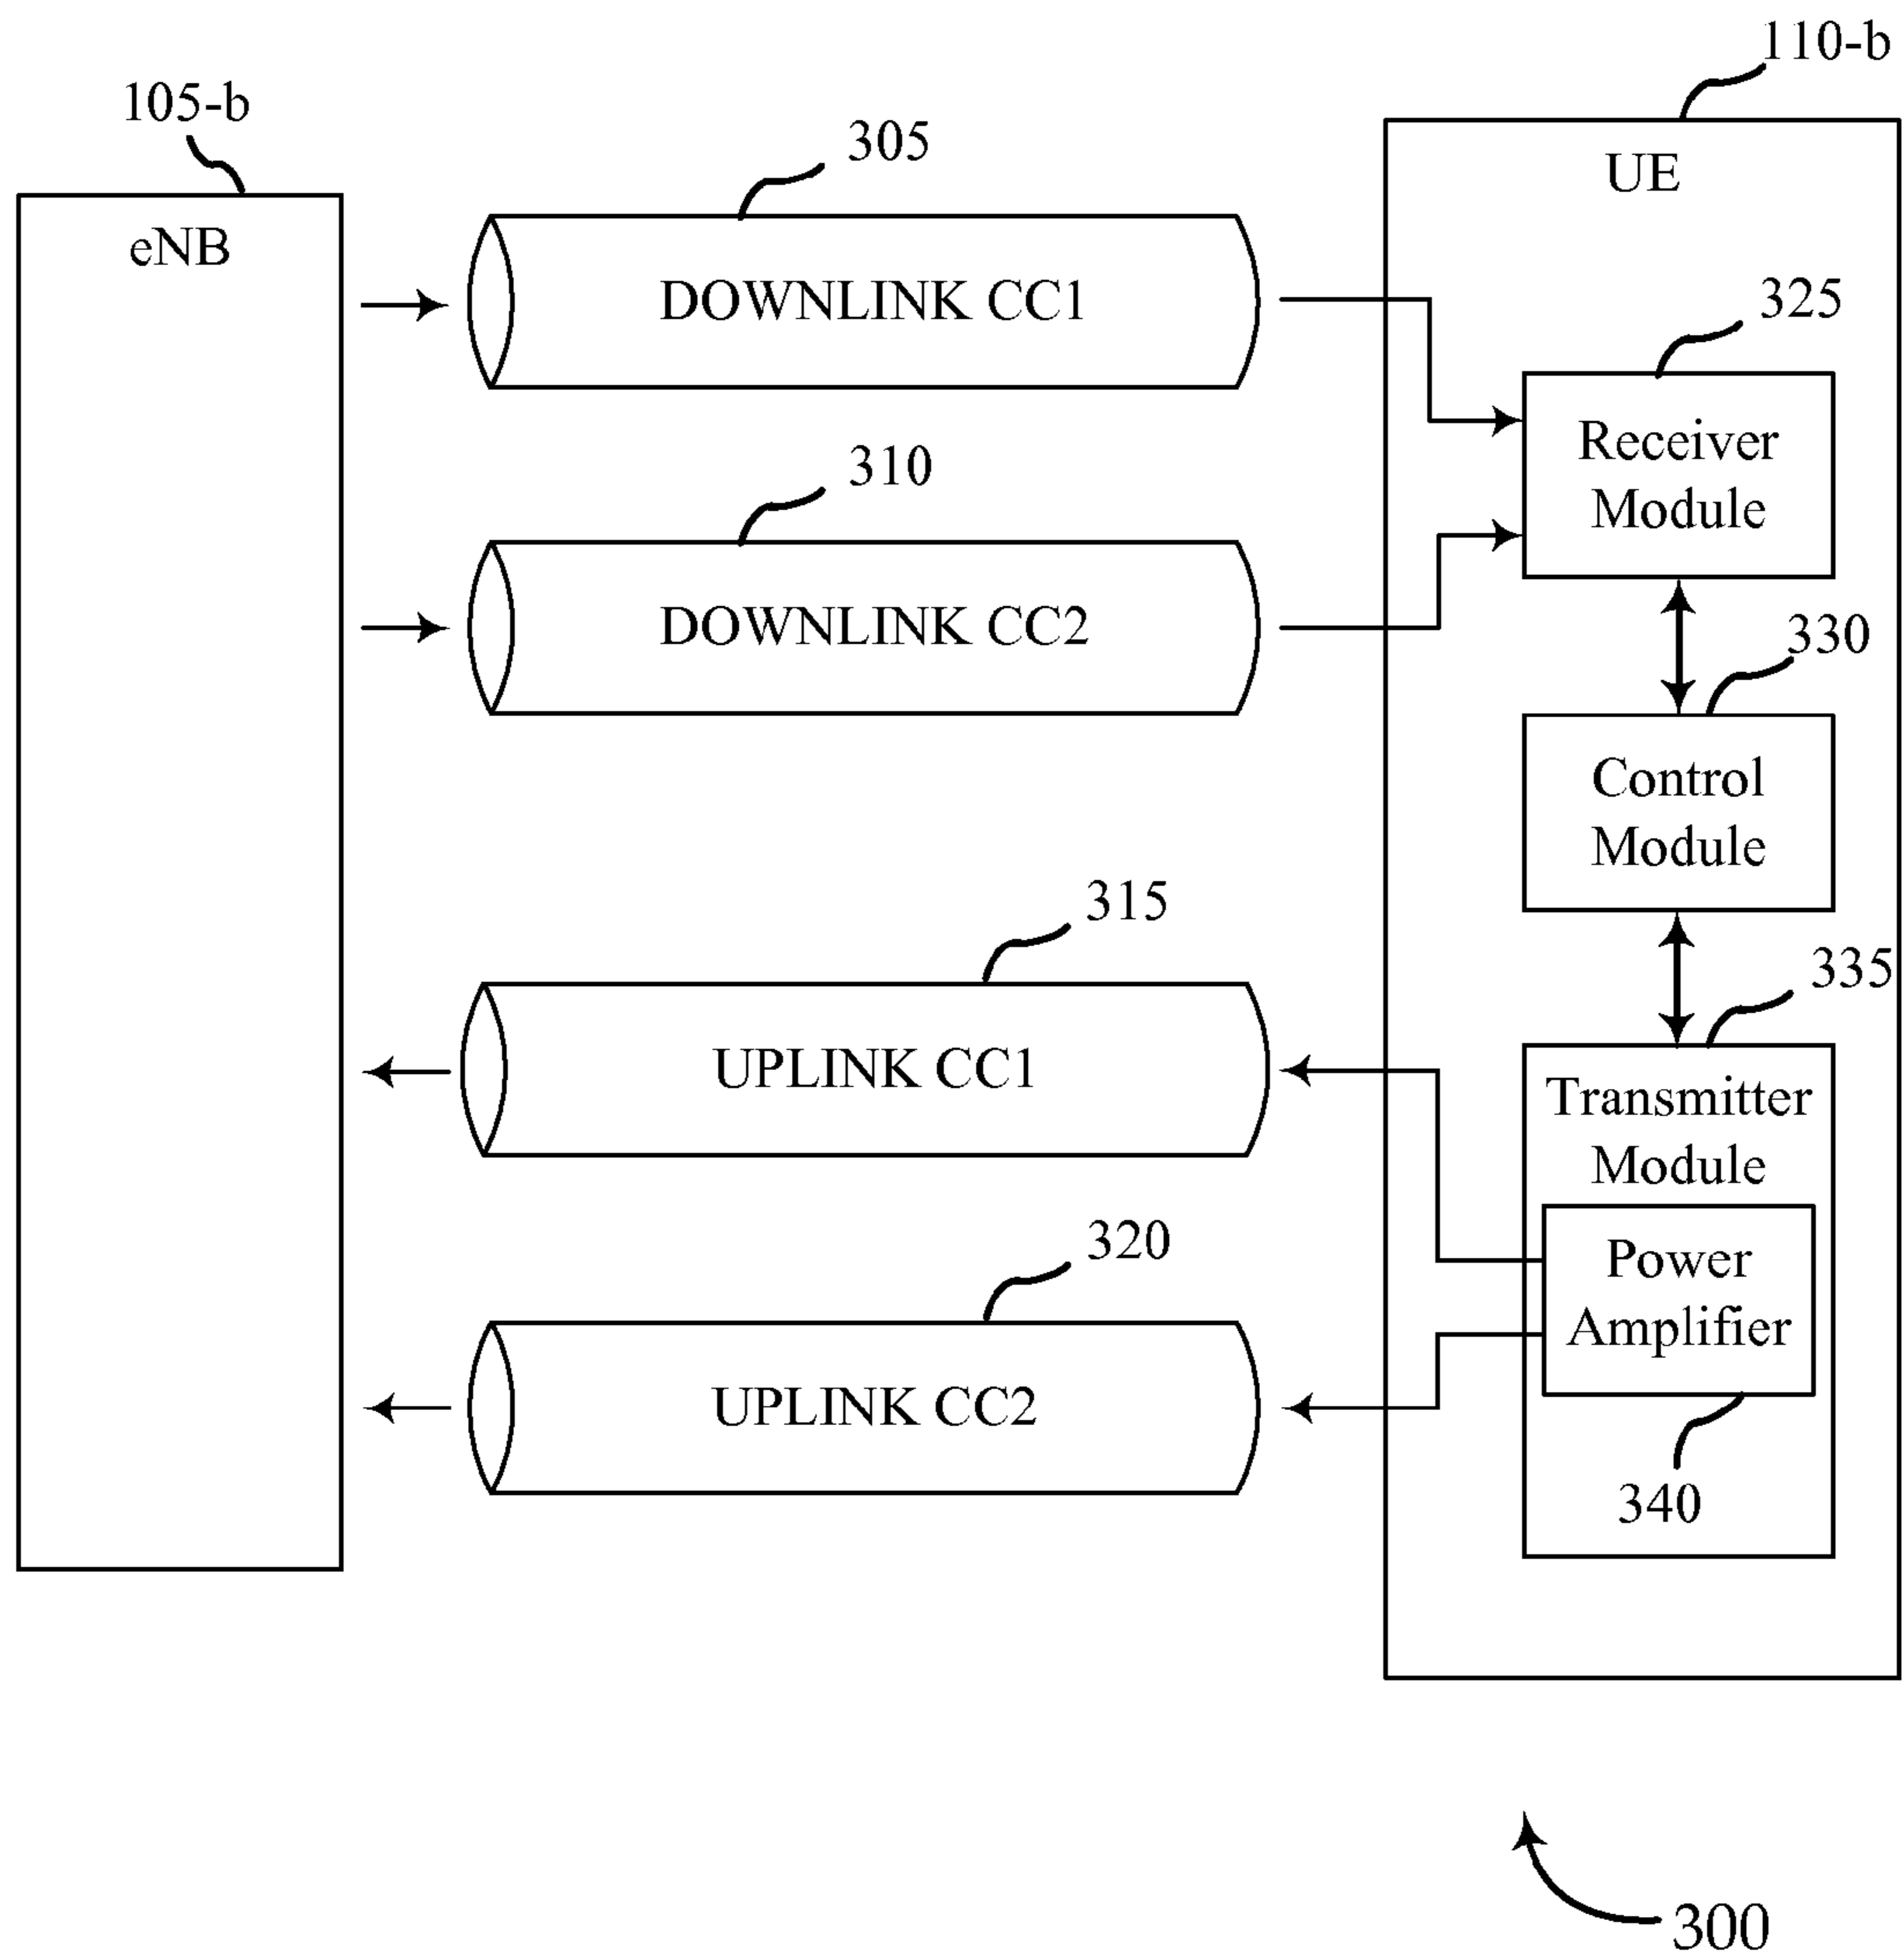 110-b
105-b
UE
305
eNB
DOWNLINK CC1
325
Receiver
Module
310
DOWNLINK CC2
330
Control
Module
315
335
UPLINK CC1
Transmitter
Module
320
Power
Amplifier
UPLINK CC2
340
300